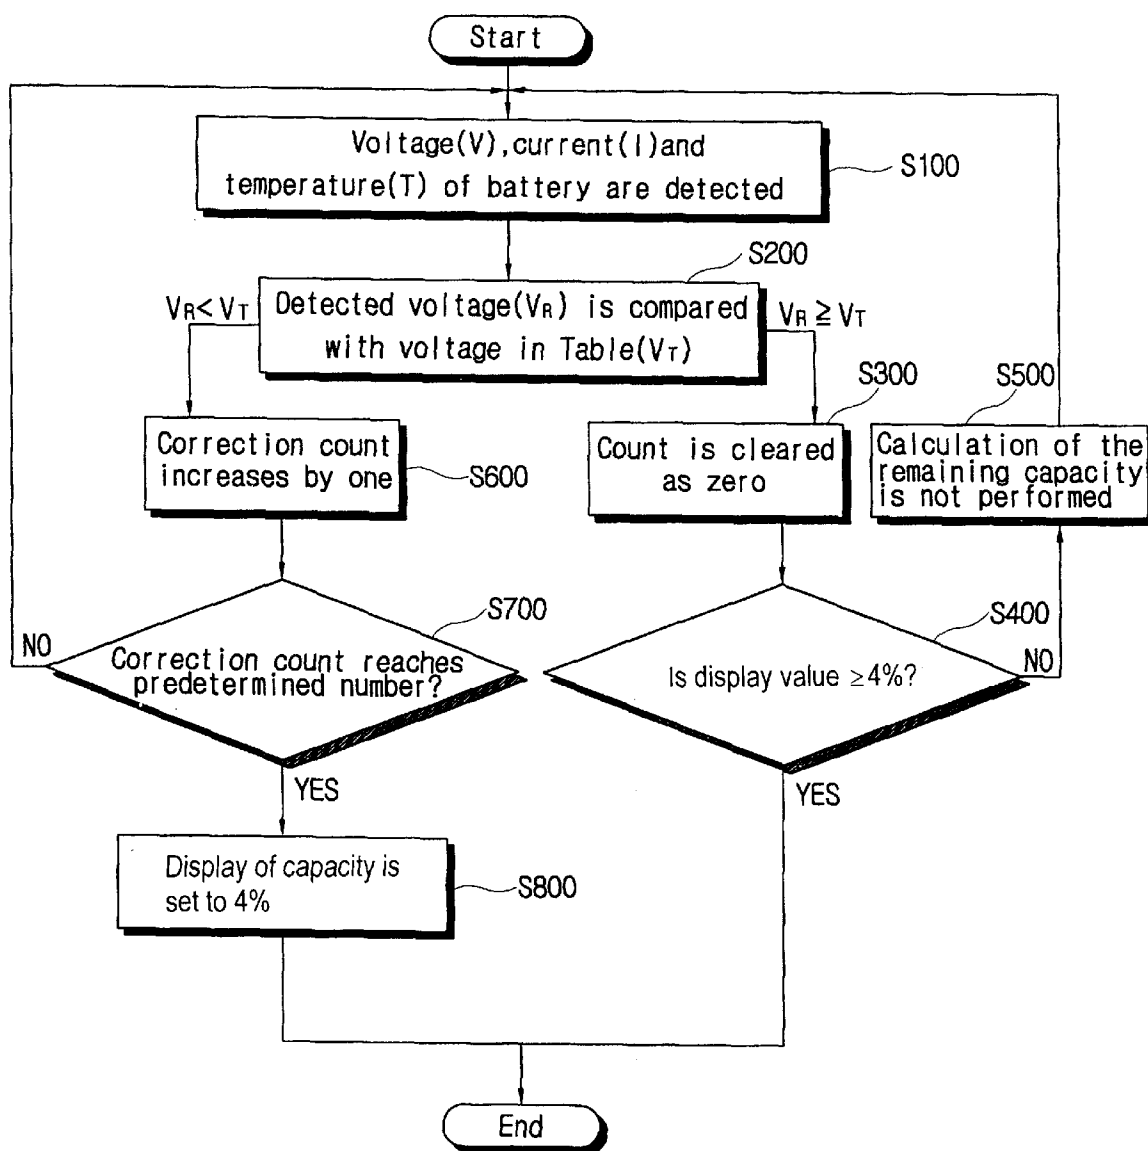 Start
Voltage(V),current(I)and
temperature(T) of battery are detected
S100
S200
VR< VT
Detected voltage(VR) is compared
with voltage in Table(VT)
VR ≧ VT
S300
S500
Correction count
increases by one
S600
Count is cleared
as zero
Calculation of the
remaining capacity
is not performed
S700
NO
Correction count reaches
predetermined number?
YES
S400
NO
Is display value ≥4%?
YES
Display of capacity is
set to 4%
S800
End